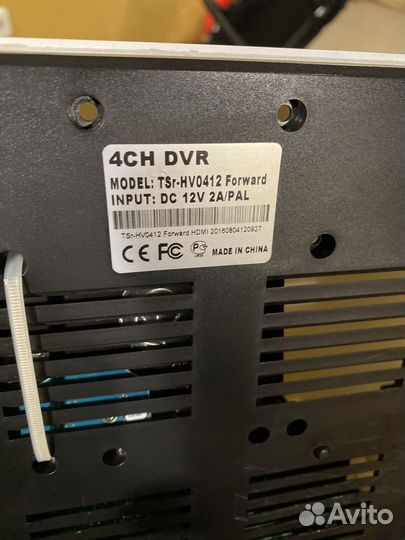 4CH DVR
MODEL: TSr-HV0412 Forward
INPUT: DC 12V 2A/PAL
TSr-HV0412 Forward HDMI 20160804120927
CE FC PG MADE IN CHINA
Avito